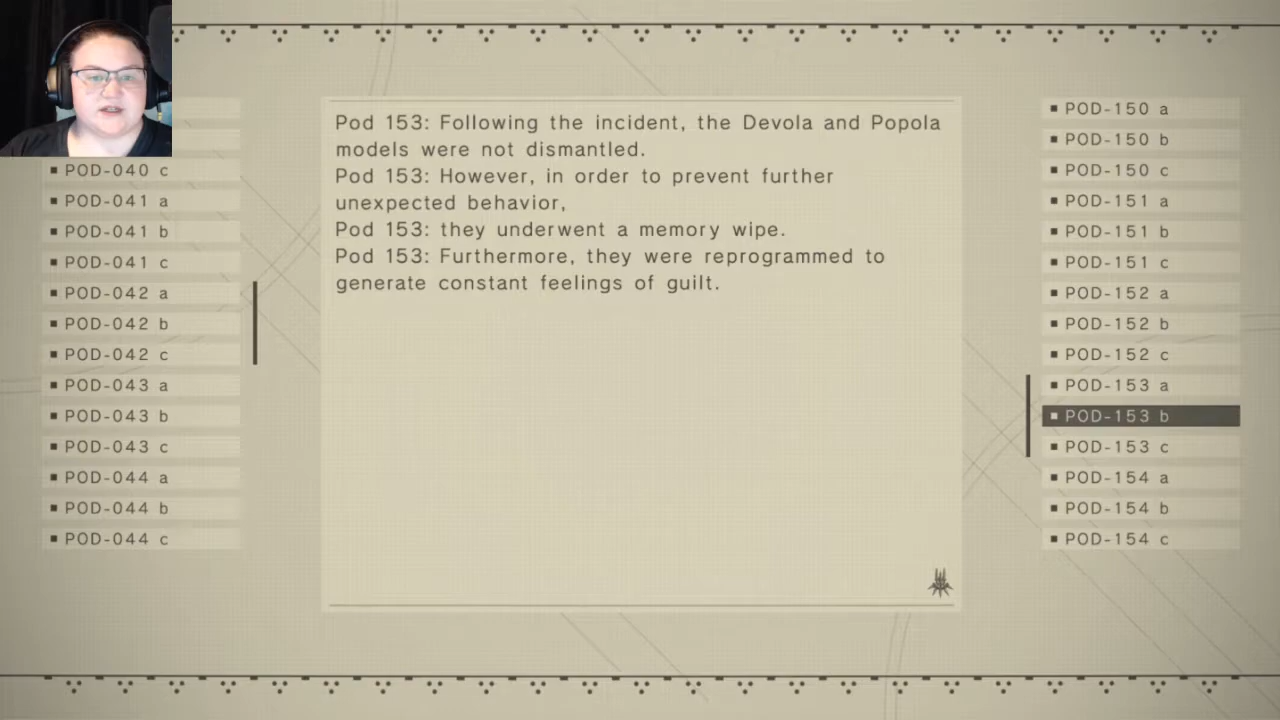 POD-040 c
POD-041 a
POD-041 b
POD-041 c
POD-042 a
POD-042 b
POD-042 c
POD-043 a
POD-043 b
POD-043 c
POD-044 a
POD-044 b
POD-044 c
Pod 153: Following the incident, the Devola and Popola
models were not dismantled.
Pod 153: However, in order to prevent further
unexpected behavior,
Pod 153: they underwent a memory wipe.
Pod 153: Furthermore, they were reprogrammed to
generate constant feelings of guilt.
POD-150 a
POD-150 b
POD-150 c
POD-151 a
POD-151 b
POD-151 c
POD-152 a
POD-152 b
POD-152 c
POD-153 a
POD-153 b
POD-153 c
POD-154 a
POD-154 b
POD-154 c